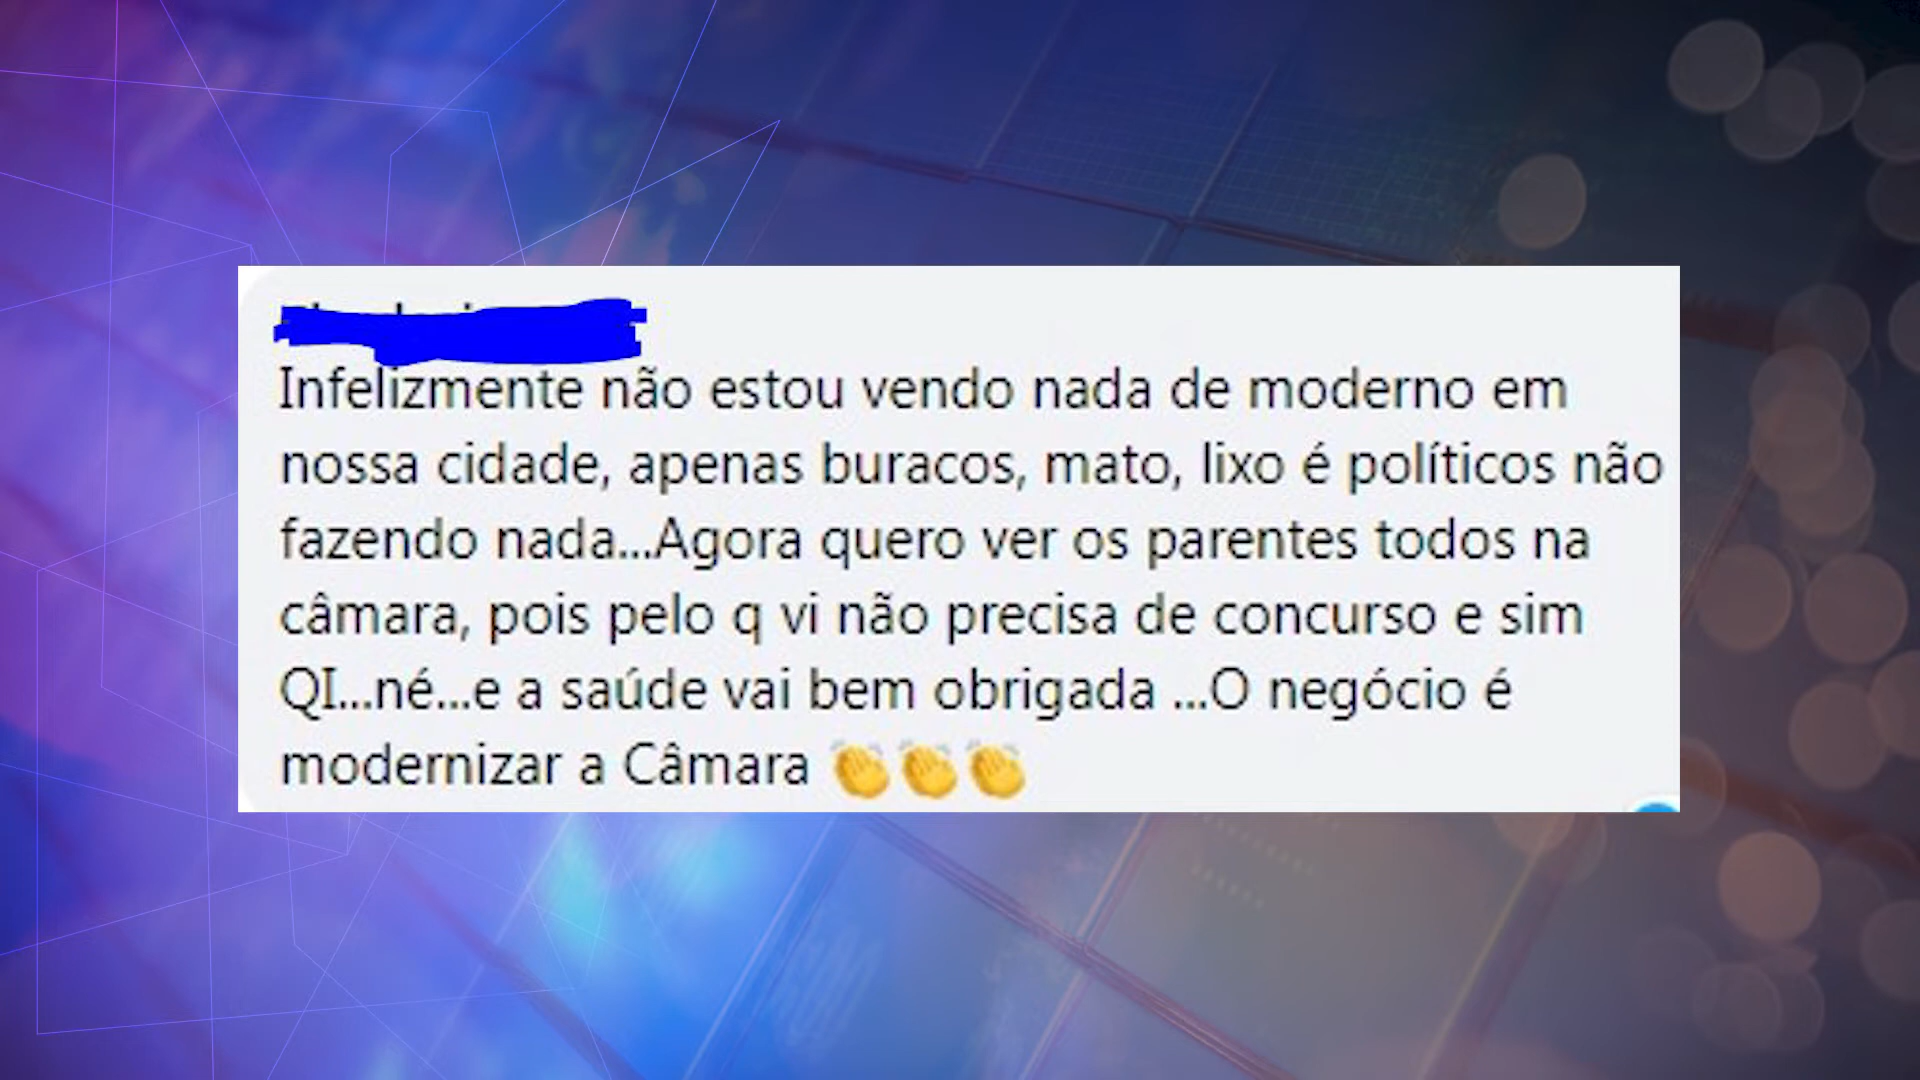 Infelizmente não estou vendo nada de moderno em
nossa cidade, apenas buracos, mato, lixo é políticos não
fazendo nada...Agora quero ver os parentes todos na
câmara, pois pelo q vi não precisa de concurso e sim
QI...né...e a saúde vai bem obrigada ...O negócio é
modernizar a Câmara 👏👏👏